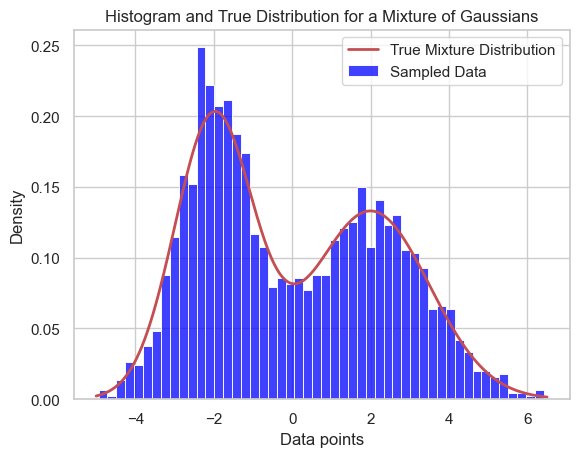 Histogram and True Distribution for a Mixture of Gaussians
True Mixture Distribution
Sampled Data
0.25
0.20
0.15
0.10
0.05
0.00
Density
−4
−2
0
2
4
6
Data points